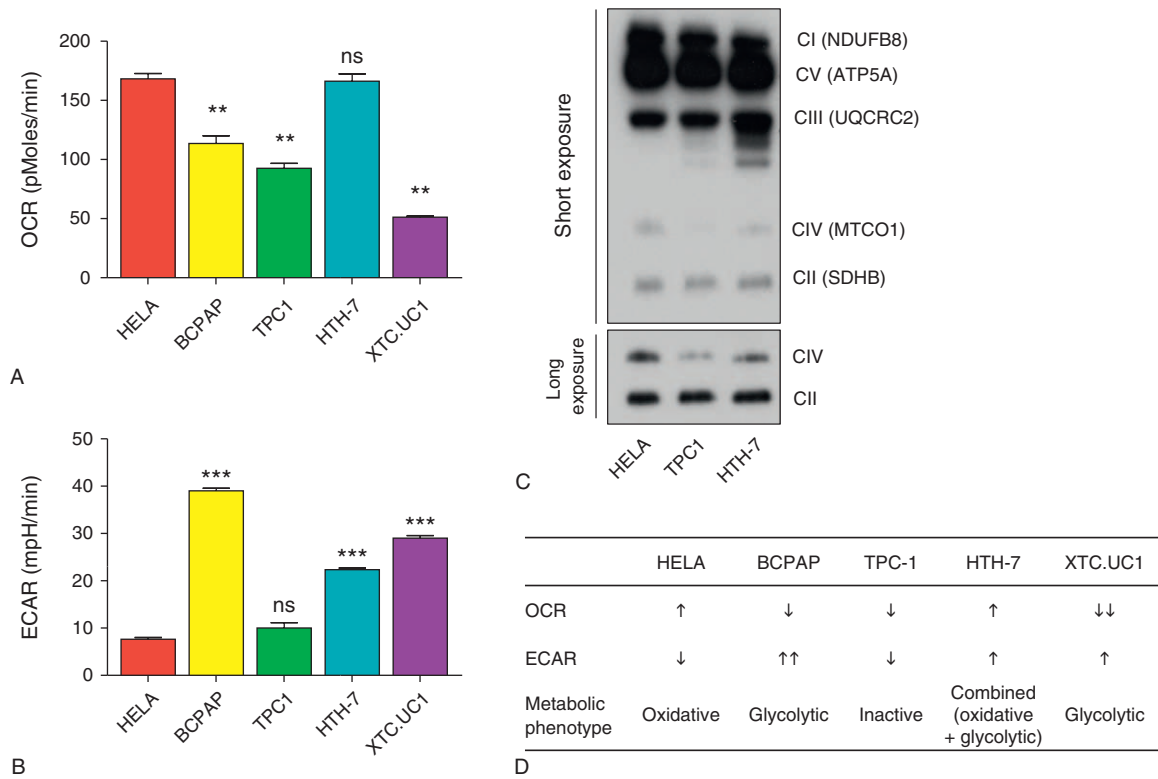 OCR (pMoles/min)
200
150
100
50
0
**
**
ns
**
HELA
BCPAP
TPC1
HTH-7
XTC.UC1
A
ECAR (mpH/min)
50
40
30
20
10
0
***
ns
***
***
HELA
BCPAP
TPC1
HTH-7
XTC.UC1
B
Short exposure
CI (NDUFB8)
CV (ATP5A)
CIII (UQCRC2)
CIV (MTCO1)
CII (SDHB)
Long
exposure
CIV
CII
HELA
TPC1
HTH-7
C
HELA BCPAP TPC-1 HTH-7 XTC.UC1
OCR ↑ ↓ ↓ ↑ ↓↓
ECAR ↓ ↑↑ ↓ ↑ ↑
Metabolic
phenotype Oxidative Glycolytic Inactive Combined
(oxidative
+ glycolytic) Glycolytic
D